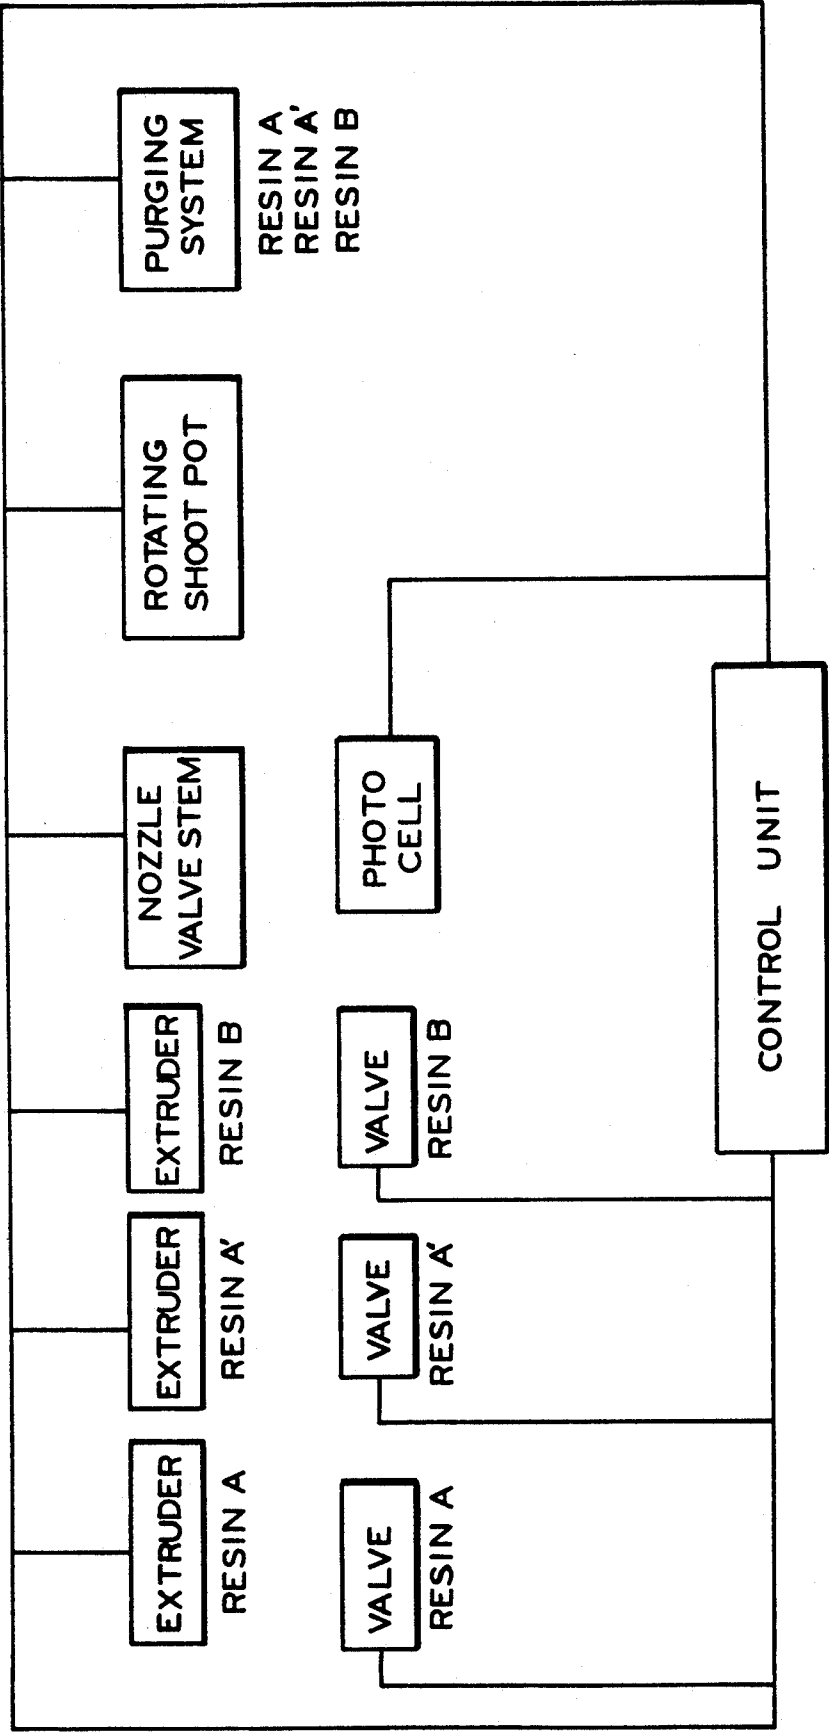 EXTRUDER
RESIN A
EXTRUDER
RESIN A'
EXTRUDER
RESIN B
NOZZLE
VALVE STEM
ROTATING
SHOOT POT
PURGING
SYSTEM
RESIN A
RESIN A'
RESIN B
VALVE
RESIN A
VALVE
RESIN A'
VALVE
RESIN B
PHOTO
CELL
CONTROL UNIT